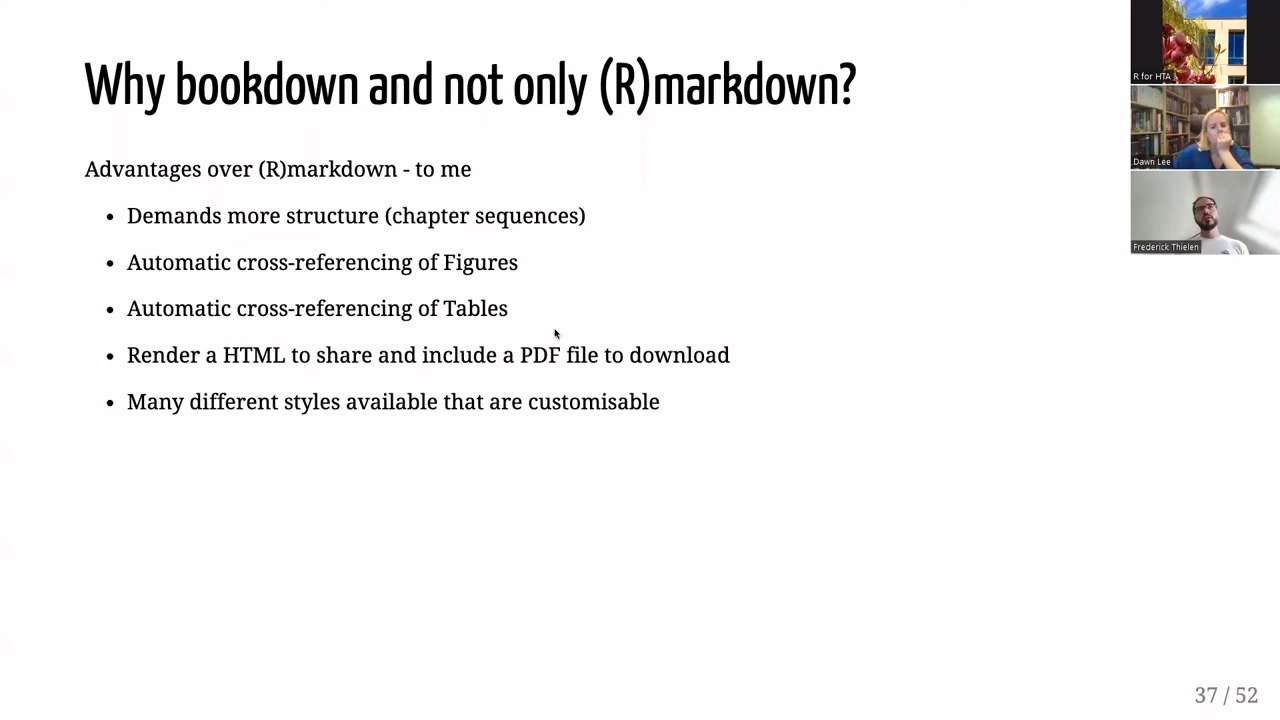 Why bookdown and not only (R)markdown?
Advantages over (R)markdown - to me
• Demands more structure (chapter sequences)
• Automatic cross-referencing of Figures
• Automatic cross-referencing of Tables
• Render a HTML to share and include a PDF file to download
• Many different styles available that are customisable
R for HTA
Dawn Lee
Frederick Thielen
37 / 52